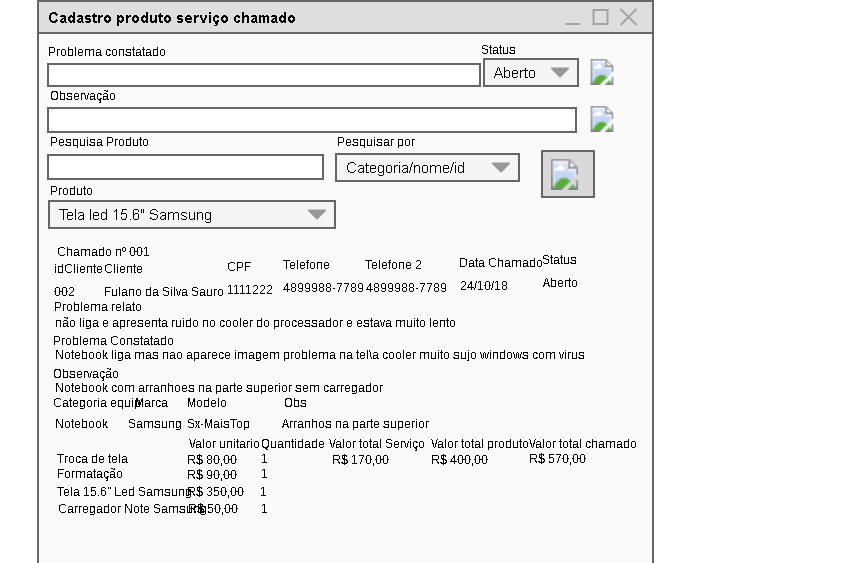 Cadastro produto serviço chamado
Problema constatado Status
Aberto
Observação
Pesquisa Produto Pesquisar por
Categoria/nome/id
Produto
Tela led 15.6" Samsung
Chamado nº 001
idCliente Cliente CPF Telefone Telefone 2 Data Chamado Status
002 Fulano da Silva Sauro 1111222 4899988-7789 4899988-7789 24/10/18 Aberto
Problema relato
não liga e apresenta ruido no cooler do processador e estava muito lento
Problema Constatado
Notebook liga mas nao aparece imagem problema na tel\a cooler muito sujo windows com virus
Observação
Notebook com arranhoes na parte superior sem carregador
Categoria equip Marca Modelo Obs
Notebook Samsung Sx-MaisTop Arranhos na parte superior
Valor unitario Quantidade Valor total Serviço Valor total produto Valor total chamado
Troca de tela R$ 80,00 1 R$ 170,00 R$ 400,00 R$ 570,00
Formatação R$ 90,00 1
Tela 15.6" Led Samsung R$ 350,00 1
Carregador Note Samsung R$ 50,00 1